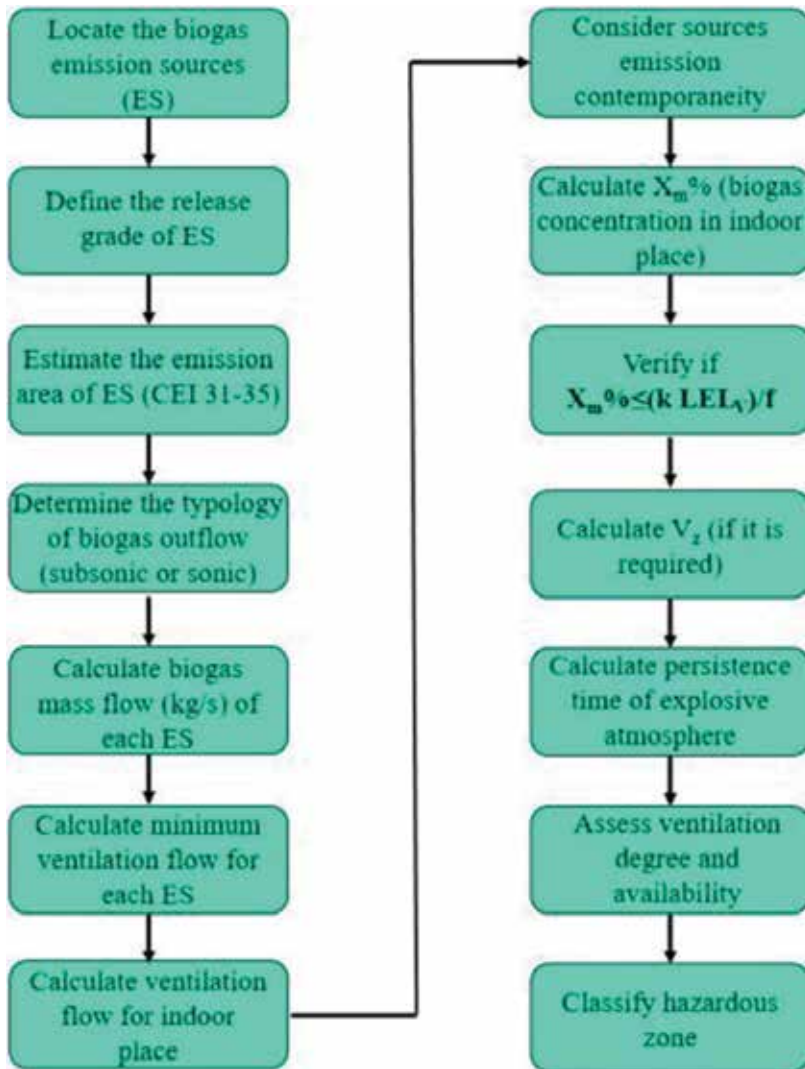 Locate the biogas
emission sources
(ES)
Define the release
grade of ES
Estimate the emission
area of ES (CEI 31-35)
Determine the typology
of biogas outflow
(subsonic or sonic)
Calculate biogas
mass flow (kg/s) of
each ES
Calculate minimum
ventilation flow for
each ES
Calculate ventilation
flow for indoor
place
Consider sources
emission
contemporaneity
Calculate Xm% (biogas
concentration in indoor
place)
Verify if
Xm%≤(k LELV)/f
Calculate Vz (if it is
required)
Calculate persistence
time of explosive
atmosphere
Assess ventilation
degree and
availability
Classify hazardous
zone